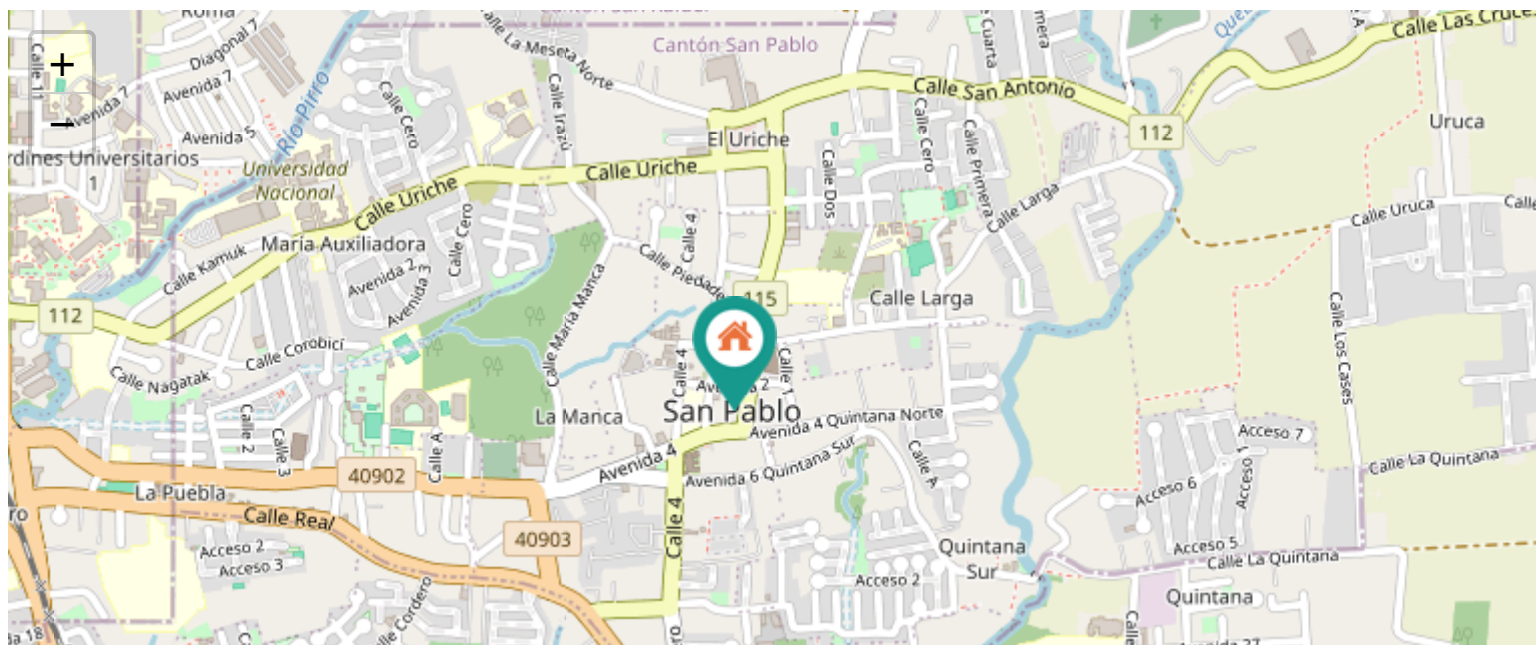 Roma
Cantón San Pablo
Calle Las Cruce
Calle 11
+
−
Diagonal 7
Avenida 7
Avenida 7
Avenida 5
Río Pirro
Calle La Meseta Norte
Calle Cero
Calle Irazú
Calle San Antonio
112
El Uriche
Calle Uriche
Calle Uriche
Calle Dos
Calle Cero
Calle Primera
Calle Larga
Uruca
Calle Uruca
rdines Universitarios
1
Universidad
Nacional
María Auxiliadora
Calle Kamuk
Calle Cero
Avenida 2
Avenida 3
Calle 4
Calle Piedades
115
Calle Larga
Calle María Manca
112
Calle Corobicí
Calle Nagatak
Calle Los Cases
Calle 4
Calle 1
Avenida 2
La Manca
San Pablo
Avenida 4 Quintana Norte
Avenida 4
Avenida 6 Quintana Sur
Calle A
Calle 2
Calle 3
Calle A
40902
La Puebla
Calle Real
40903
Calle 4
Acceso 7
Acceso 1
Acceso 6
Acceso 5
Calle La Quintana
Calle La Quintana
Quintana
Sur
Quintana
Acceso 2
Acceso 3
Acceso 2
Calle Cordero
Calle